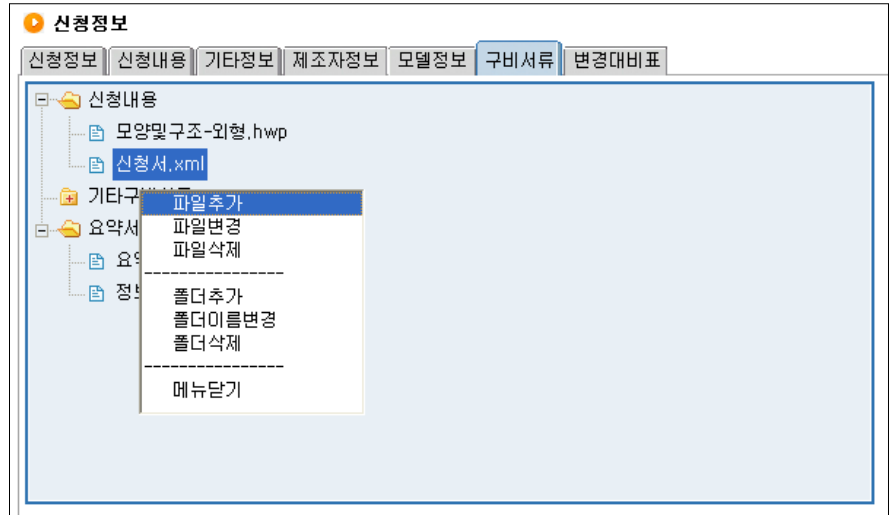 신청정보
신청정보 신청내용 기타정보 제조자정보 모델정보 구비서류 변경대비표
신청내용
모양및구조-외형.hwp
신청서.xml
기타구
파일추가
요약서
파일변경
파일삭제
----------------
폴더추가
폴더이름변경
폴더삭제
----------------
메뉴닫기